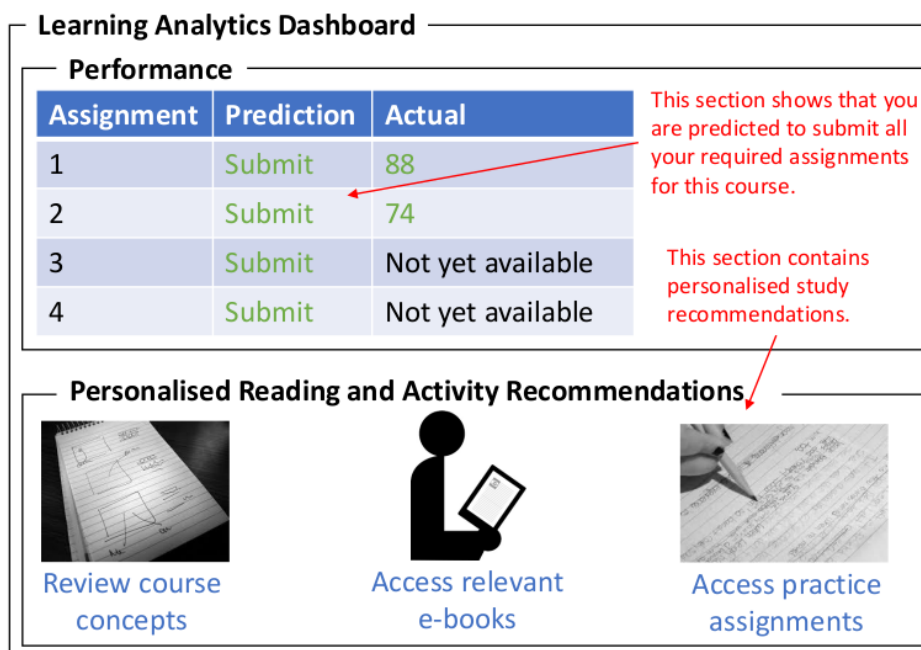 Learning Analytics Dashboard
Performance
Assignment Prediction Actual
1 Submit 88
2 Submit 74
3 Submit Not yet available
4 Submit Not yet available
This section shows that you
are predicted to submit all
your required assignments
for this course.
This section contains
personalised study
recommendations.
Personalised Reading and Activity Recommendations
Review course
concepts
Access relevant
e-books
Access practice
assignments